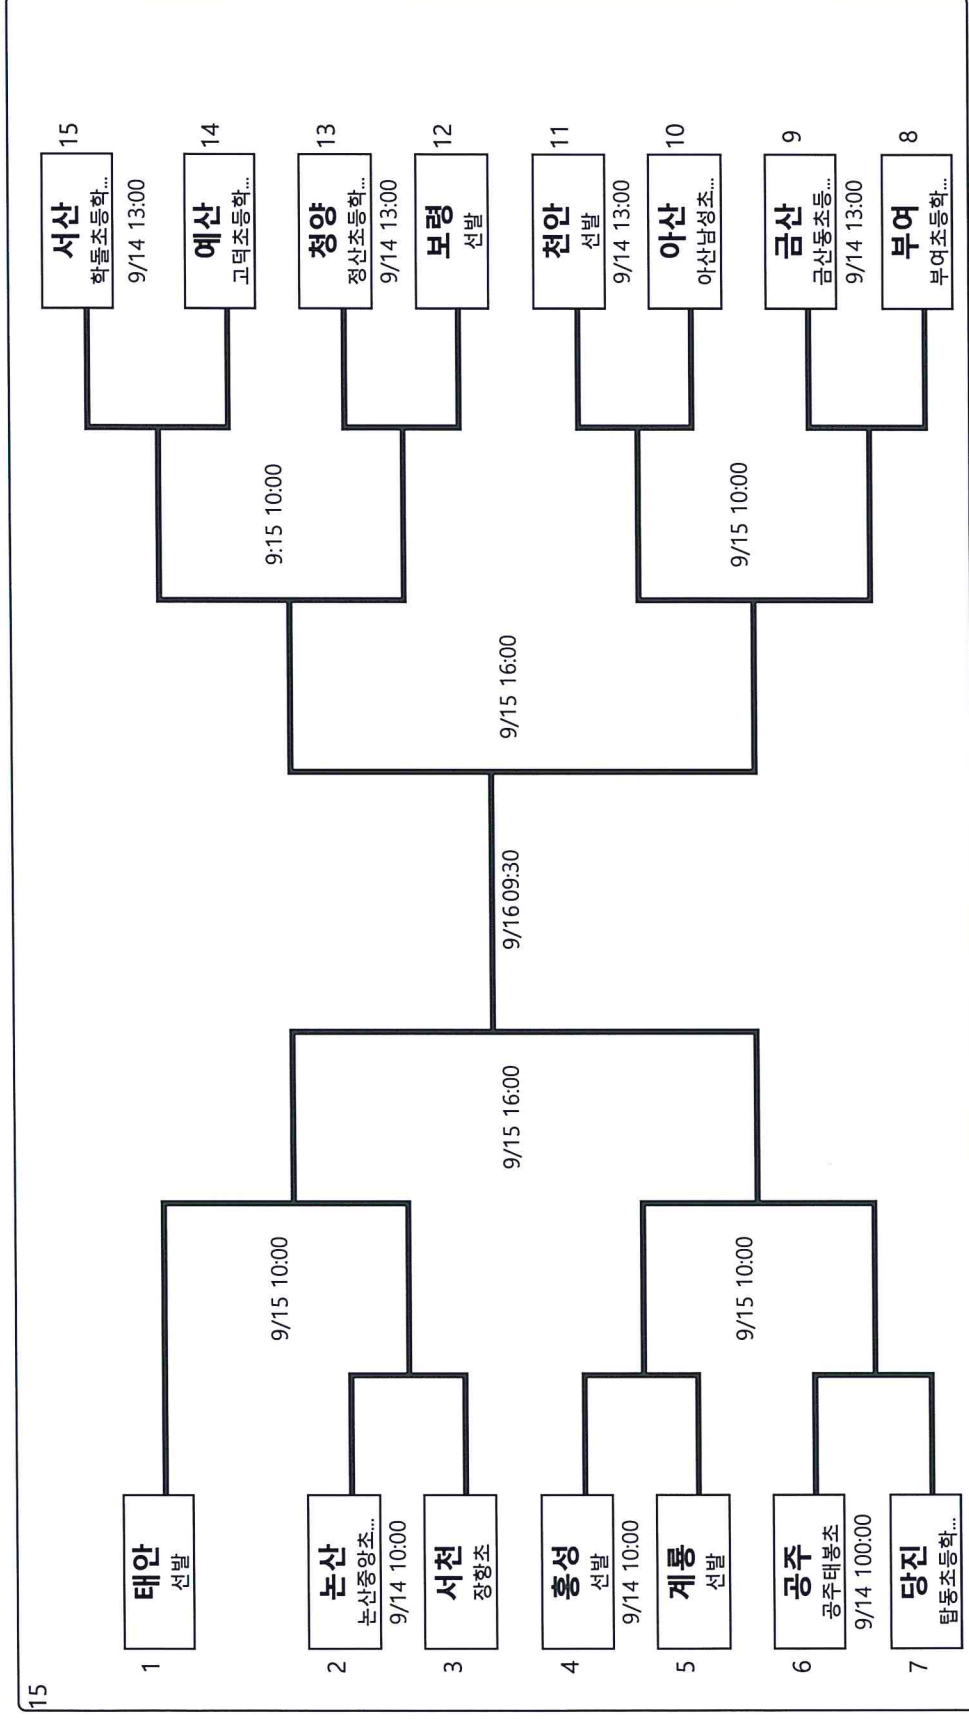 15
1
태안
선발
9/15 10:00
2
논산
논산중앙초...
9/14 10:00
3
서천
장항초
9/15 16:00
4
홍성
선발
9/14 10:00
5
계룡
선발
9/15 10:00
6
공주
공주태봉초
9/14 100:00
7
당진
탑동초등학...
9/16 09:30
15
서산
학돌초등학...
9/14 13:00
14
예산
고덕초등학...
9:15 10:00
13
청양
정산초등학...
9/14 13:00
12
보령
선발
9/15 16:00
11
천안
선발
9/14 13:00
10
아산
아산남성초...
9/15 10:00
9
금산
금산동초등...
9/14 13:00
8
부여
부여초등학...